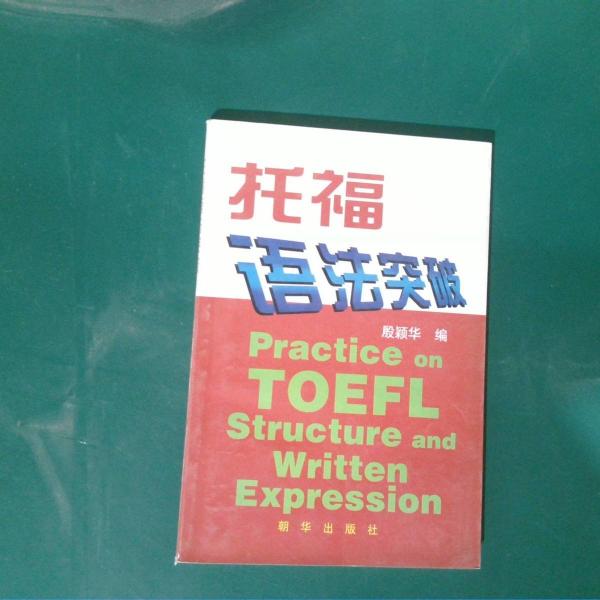 托福
语法突破
殷颖华 编
Practice on
TOEFL
Structure and
Written
Expression
朝华出版社